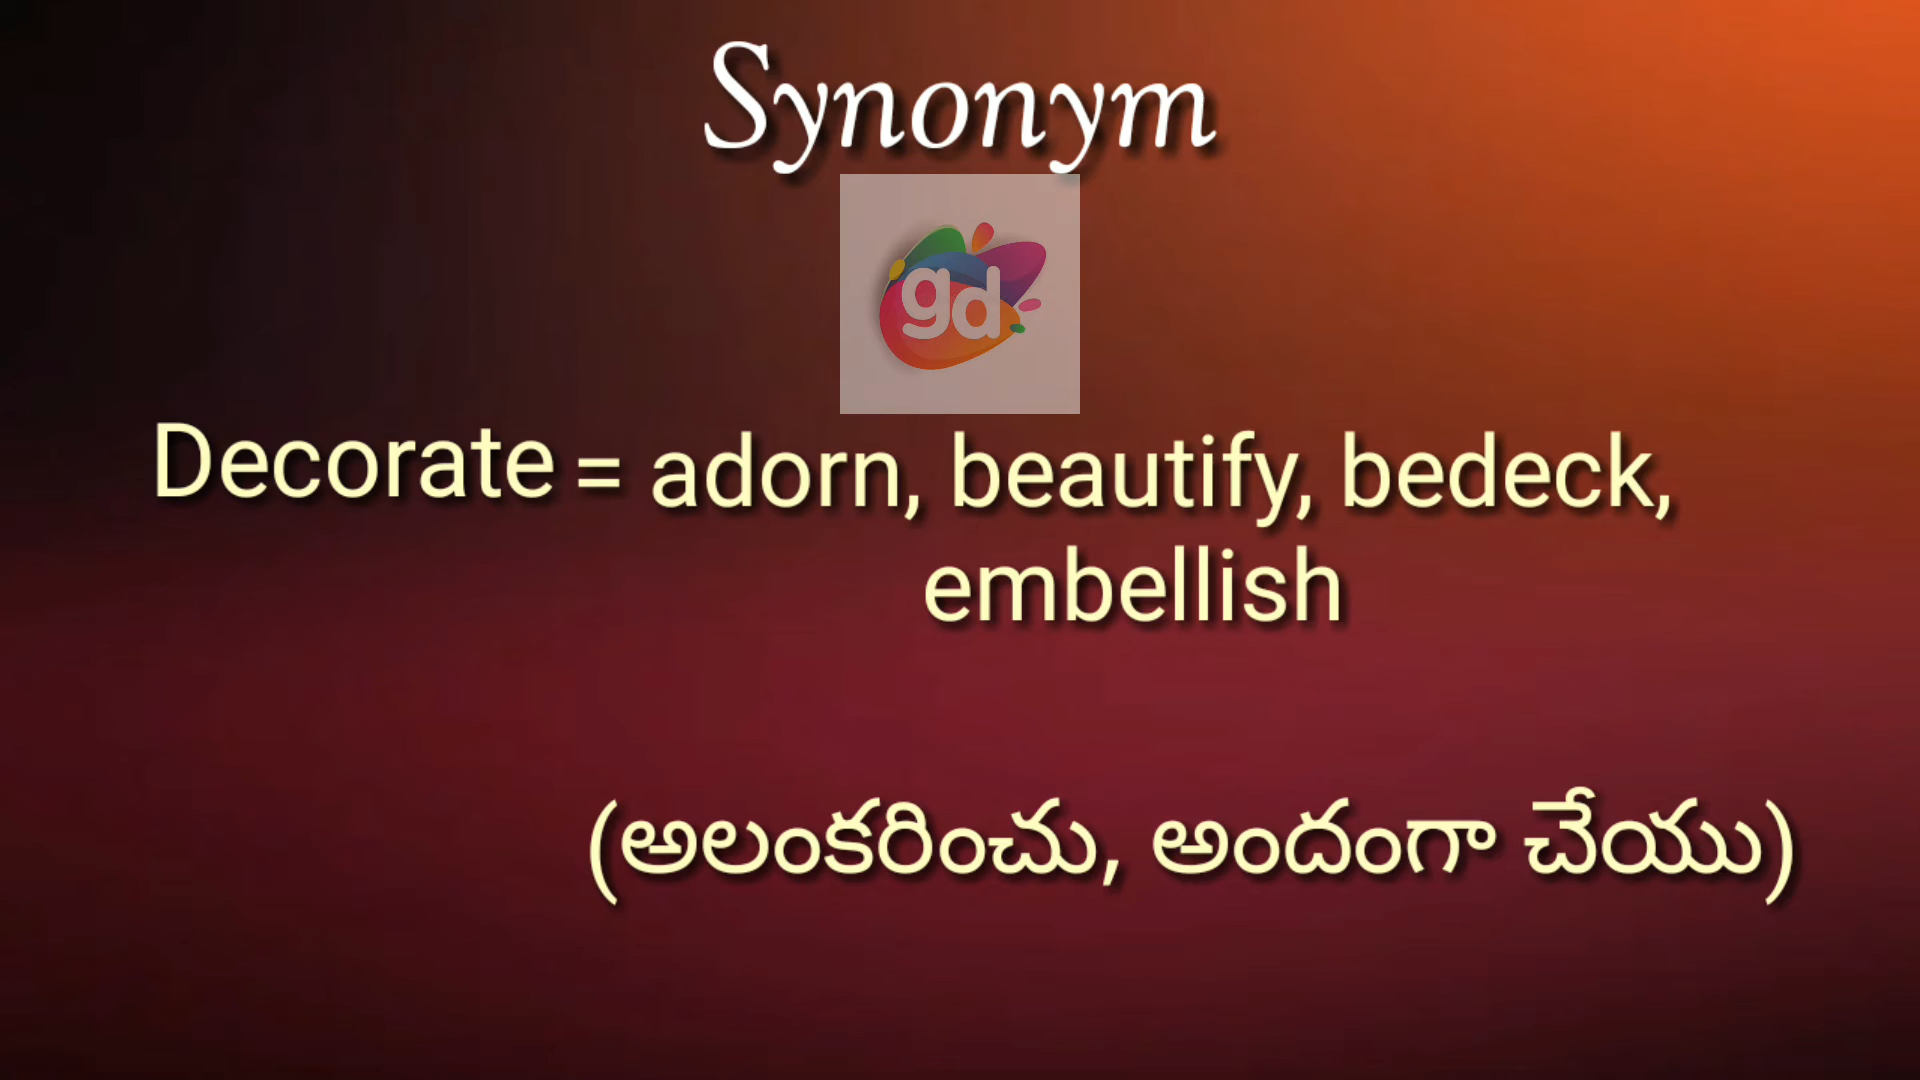 Synonym
gd
Decorate = adorn, beautify, bedeck,
embellish
(అలంకరించు, అందంగా చేయు)